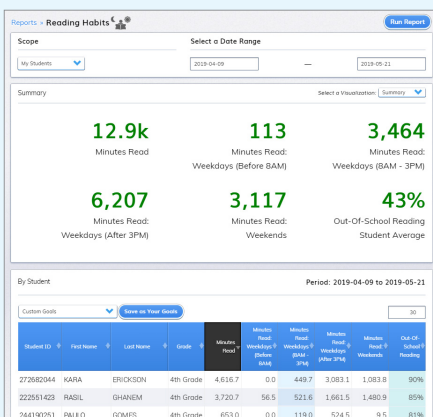 Reports > Reading Habits
Run Report
Scope
Select a Date Range
My Students
2019-04-09
—
2019-05-21
Summary
Select a Visualization: Summary
12.9k
Minutes Read
113
Minutes Read:
Weekdays (Before 8AM)
3,464
Minutes Read:
Weekdays (8AM - 3PM)
6,207
Minutes Read:
Weekdays (After 3PM)
3,117
Minutes Read:
Weekends
43%
Out-Of-School Reading
Student Average
By Student
Period: 2019-04-09 to 2019-05-21
Custom Goals
Save as Your Goals
30
Student ID First Name Last Name Grade Minutes Read Minutes Read: Weekdays (Before 8AM) Minutes Read: Weekdays (8AM - 3PM) Minutes Read: Weekdays (After 3PM) Minutes Read: Weekends Out-Of-School Reading
272682044 KARA ERICKSON 4th Grade 4,616.7 0.0 449.7 3,083.1 1,083.8 90%
222551423 RASIL GHANEM 4th Grade 3,720.7 56.5 521.6 1,661.5 1,480.9 85%
244190251 PAULO GOMES 4th Grade 653.0 0.0 119.0 524.5 9.5 81%